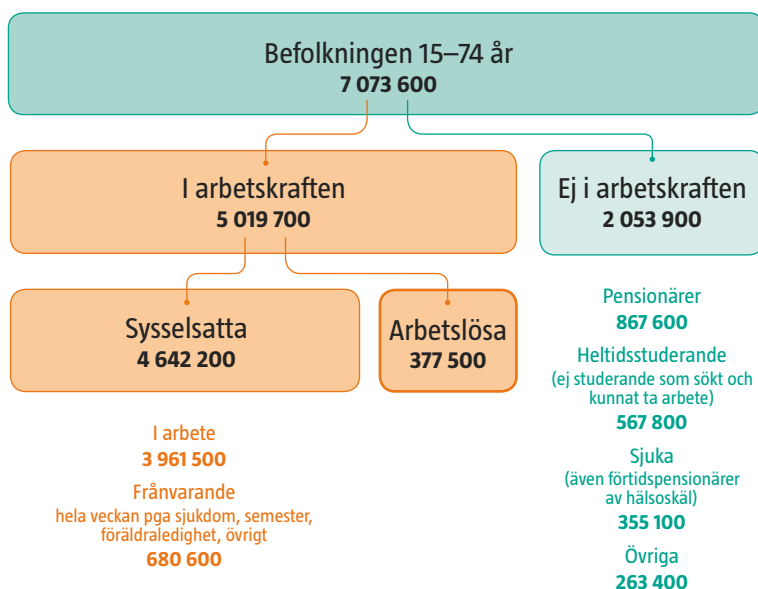 Befolkningen 15–74 år
7 073 600
I arbetskraften
5 019 700
Ej i arbetskraften
2 053 900
Sysselsatta
4 642 200
Arbetslösa
377 500
I arbete
3 961 500
Frånvarande
hela veckan pga sjukdom, semester,
föräldraledighet, övrigt
680 600
Pensionärer
867 600
Heltidsstuderande
(ej studerande som sökt och
kunnat ta arbete)
567 800
Sjuka
(även förtidspensionärer
av hälsoskäl)
355 100
Övriga
263 400